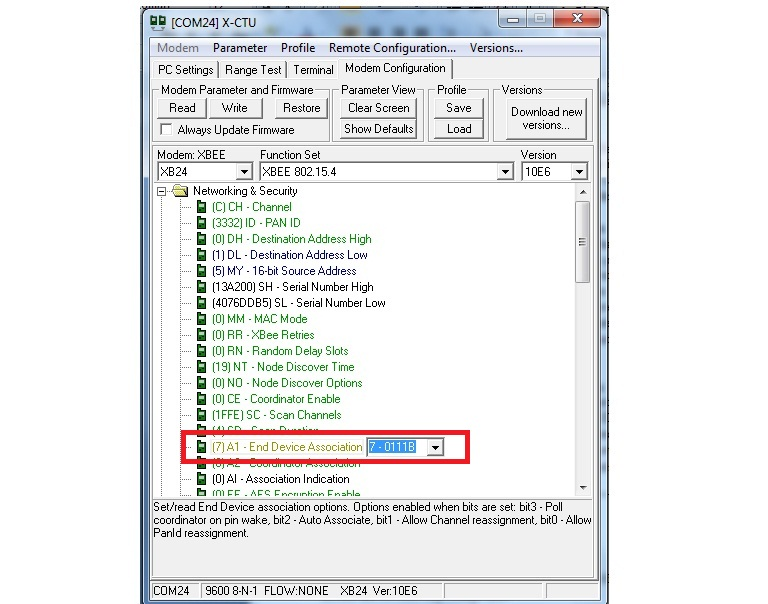 [COM24] X-CTU
Modem Parameter Profile Remote Configuration... Versions...
PC Settings Range Test Terminal Modem Configuration
Modem Parameter and Firmware Parameter View Profile Versions
Read Write Restore Clear Screen Save Download new versions...
Always Update Firmware Show Defaults Load
Modem: XBEE Function Set Version
XB24 XBEE 802.15.4 10E6
Networking & Security
(C) CH - Channel
(3332) ID - PAN ID
(0) DH - Destination Address High
(1) DL - Destination Address Low
(5) MY - 16-bit Source Address
(13A200) SH - Serial Number High
(4076DDB5) SL - Serial Number Low
(0) MM - MAC Mode
(0) RR - XBee Retries
(0) RN - Random Delay Slots
(19) NT - Node Discover Time
(0) NO - Node Discover Options
(0) CE - Coordinator Enable
(1FFE) SC - Scan Channels
(4) SD - Scan Duration
(7) A1 - End Device Association 7 - 0111B
(0) A2 - Coordinator Association
(0) AI - Association Indication
(0) EE - AES Encryption Enable
Set/read End Device association options. Options enabled when bits are set: bit3 - Poll
coordinator on pin wake, bit2 - Auto Associate, bit1 - Allow Channel reassignment, bit0 - Allow
PanId reassignment.
COM24 9600 8-N-1 FLOW:NONE XB24 Ver:10E6